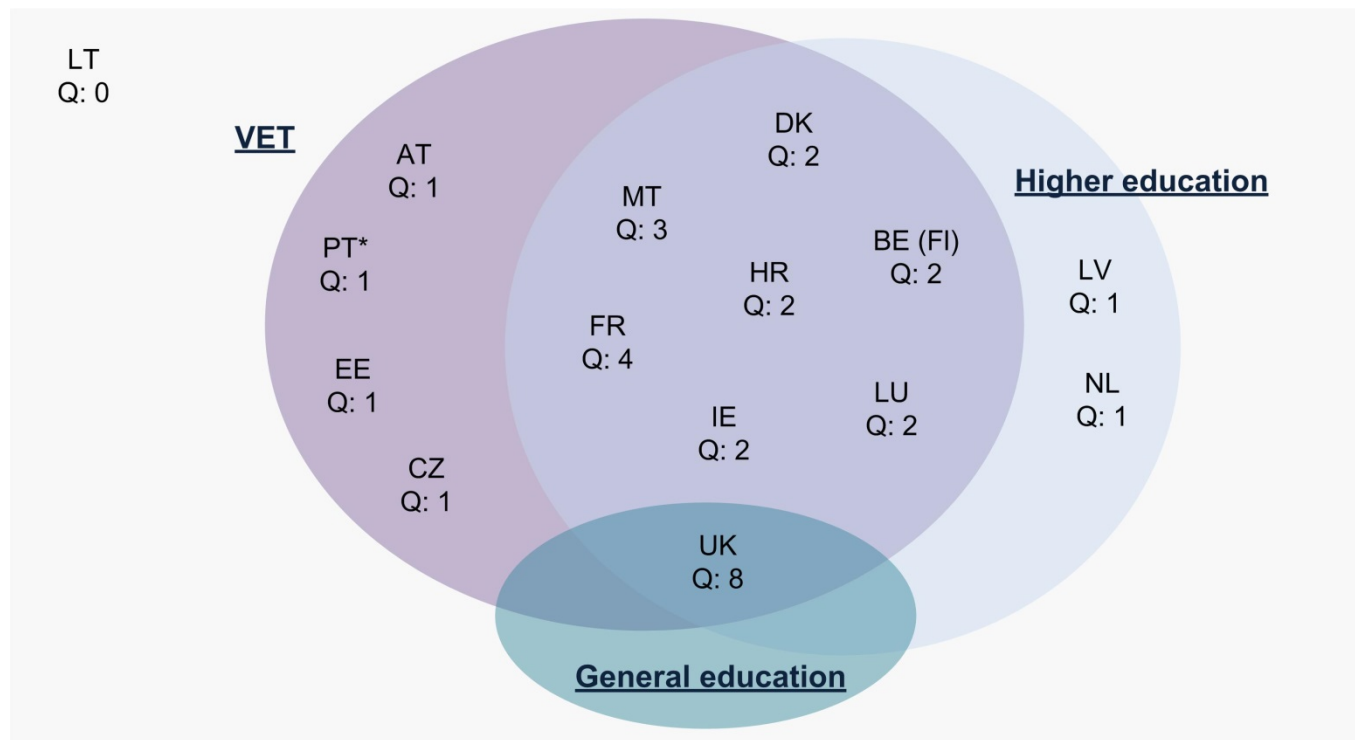 LT
Q: 0
VET
AT
Q: 1
PT*
Q: 1
EE
Q: 1
CZ
Q: 1
DK
Q: 2
MT
Q: 3
BE (FI)
Q: 2
HR
Q: 2
FR
Q: 4
LU
Q: 2
IE
Q: 2
UK
Q: 8
Higher education
LV
Q: 1
NL
Q: 1
General education